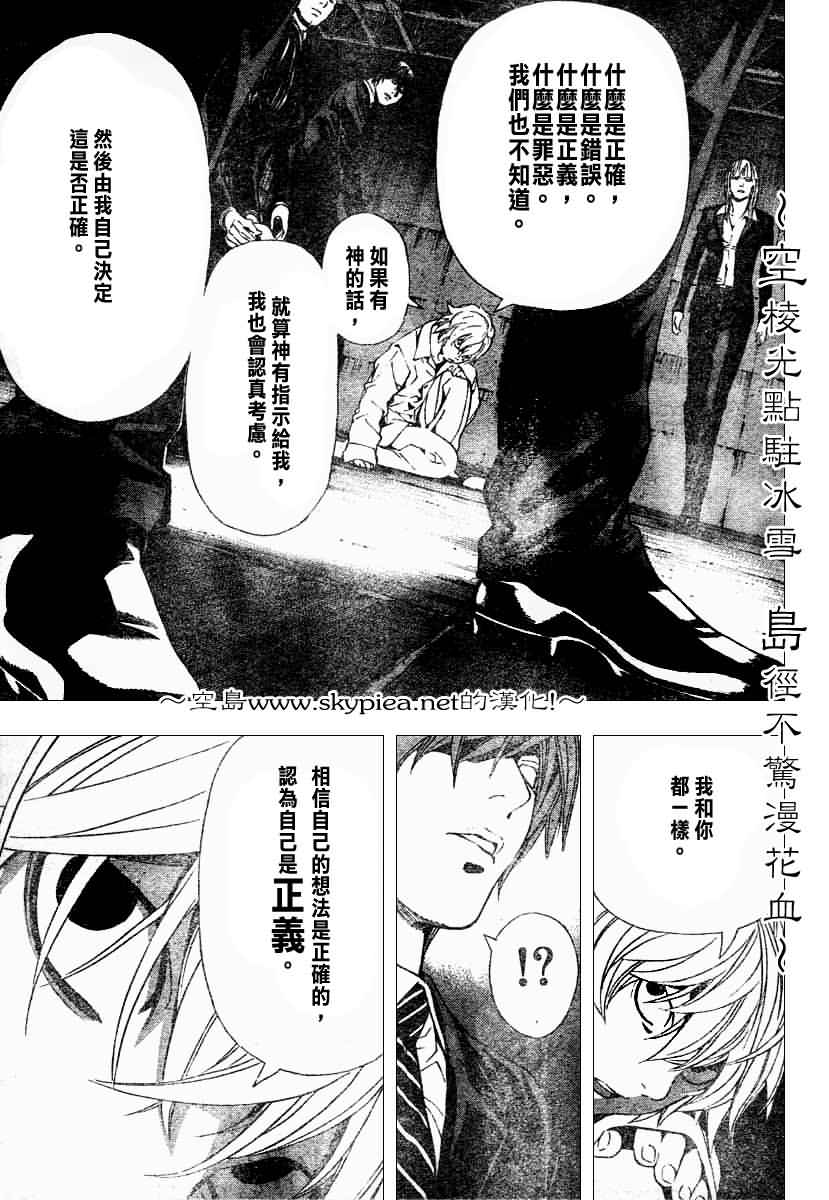 什麼是正確，
什麼是錯誤。
什麼是正義，
什麼是罪惡。
我們也不知道。
如果有
神的話，
就算神有指示給我，
我也會認真考慮。
然後由我自己決定
這是否正確。
～空棱光點駐冰雪 島徑不驚漫花血～
～空島www.skypiea.net的漢化!～
我和你
都一樣。
!?
相信自己的想法是正確的，
認為自己是正義。